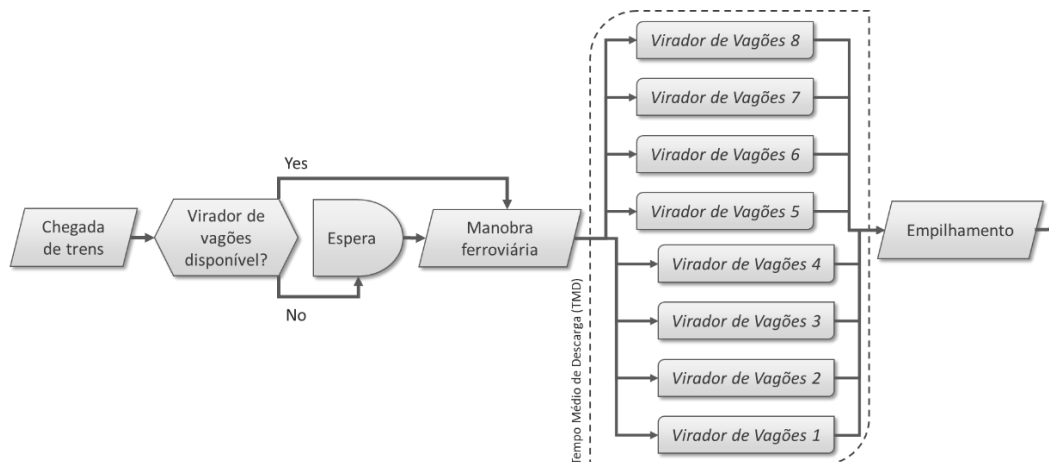 Chegada
de trens
Virador de
vagões
disponível?
Yes
No
Espera
Manobra
ferroviária
Tempo Médio de Descarga (TMD)
Virador de Vagões 8
Virador de Vagões 7
Virador de Vagões 6
Virador de Vagões 5
Virador de Vagões 4
Virador de Vagões 3
Virador de Vagões 2
Virador de Vagões 1
Empilhamento